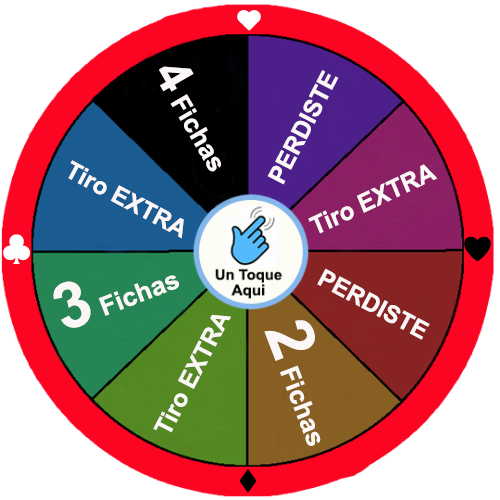 4 Fichas
PERDISTE
Tiro EXTRA
Tiro EXTRA
Un Toque
Aqui
3 Fichas
PERDISTE
Tiro EXTRA
2 Fichas